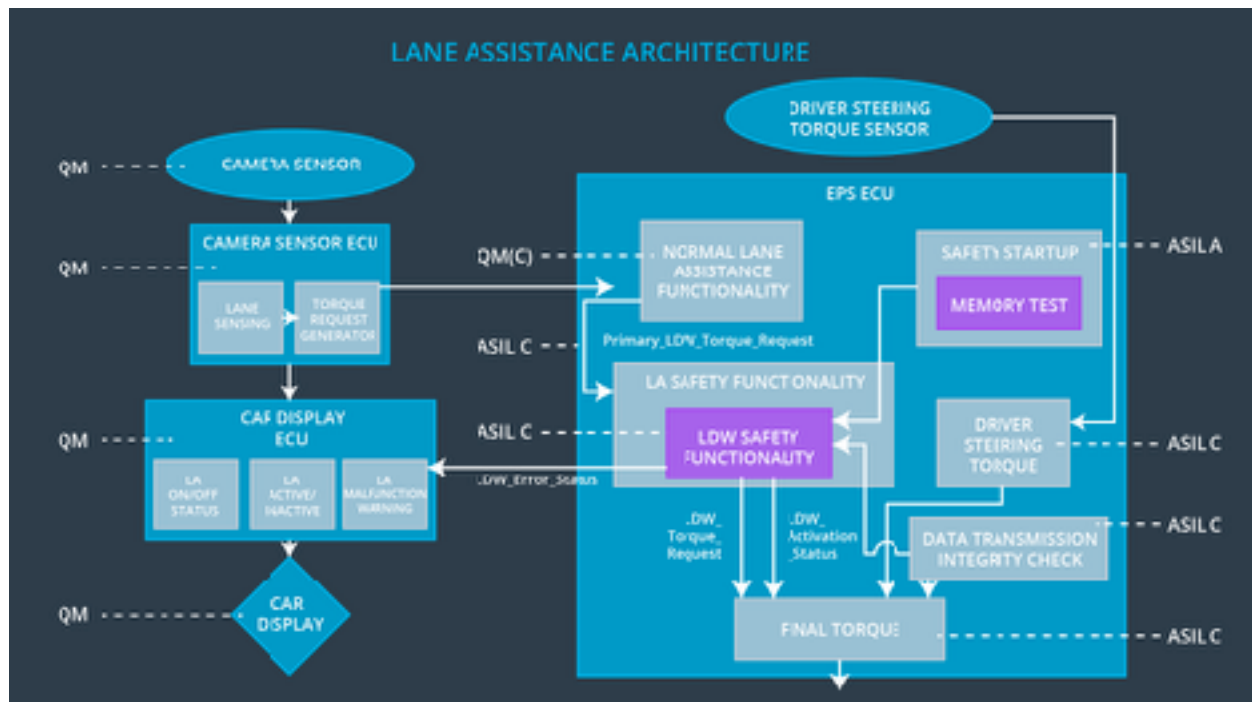 LANE ASSISTANCE ARCHITECTURE
DRIVER STEERING
TORQUE SENSOR
QM
CAMERA SENSOR
EPS ECU
CAMERA SENSOR ECU
QM
LANE
SENSING
TORQUE
REQUEST
GENERATOR
QM(C)
NORMAL LANE
ASSISTANCE
FUNCTIONALITY
SAFETY STARTUP
MEMORY TEST
ASIL A
ASIL C
Primary_LDW_Torque_Request
LA SAFETY FUNCTIONALITY
ASIL C
LDW SAFETY
FUNCTIONALITY
DRIVER
STEERING
TORQUE
ASIL C
QM
CAR DISPLAY
ECU
LA
ON/OFF
STATUS
LA
ACTIVE/
INACTIVE
LA
MALFUNCTION
WARNING
LDW_Error_Status
LDW_
Torque_
Request
LDW_
Activation
_Status
DATA TRANSMISSION
INTEGRITY CHECK
ASIL C
QM
CAR
DISPLAY
FINAL TORQUE
ASIL C